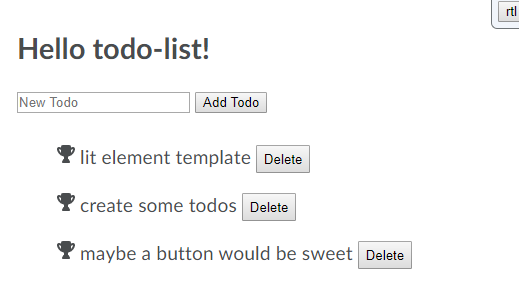 rtl
Hello todo-list!
New Todo Add Todo
lit element template Delete
create some todos Delete
maybe a button would be sweet Delete